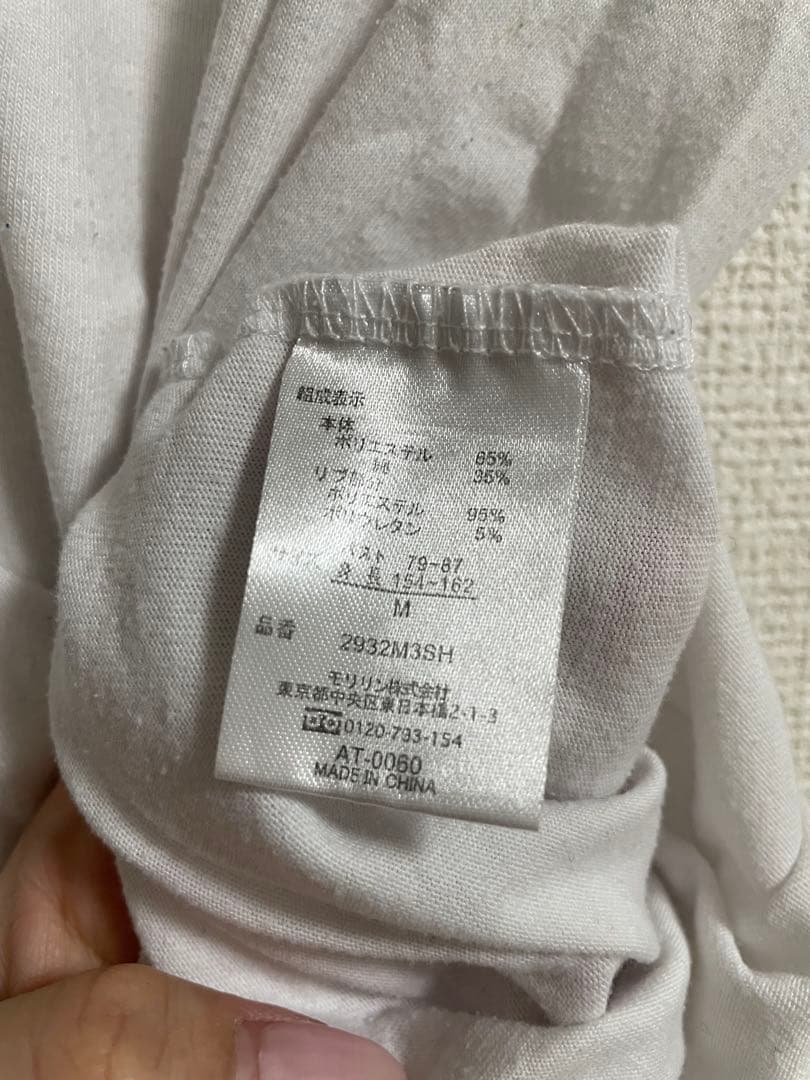 組成表示
本体
ポリエステル 65%
綿 35%
リブ部分
ポリエステル 95%
ポリウレタン 5%
サイズ バスト 79-87
身長 154-162
M
品番 2932M3SH
モリリン株式会社
東京都中央区東日本橋2-1-3
0120-793-154
AT-0060
MADE IN CHINA